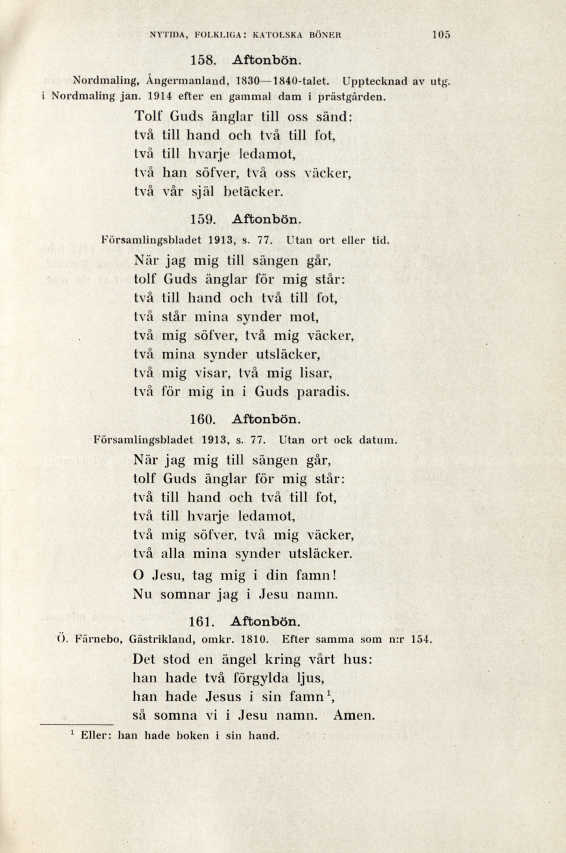 NYTIDA, FOLKLIGA: KATOLSKA BÖNER 105
158. Aftonbön.
Nordmaling, Ångermanland, 1830—1840-talet. Upptecknad av utg.
i Nordmaling jan. 1914 efter en gammal dam i prästgården.
Tolf Guds änglar till oss sänd:
två till hand och två till fot,
två till hvarje ledamot,
två han söfver, två oss väcker,
två vår själ betäcker.
159. Aftonbön.
Församlingsbladet 1913, s. 77. Utan ort eller tid.
När jag mig till sängen går,
tolf Guds änglar för mig står:
två till hand och två till fot,
två står mina synder mot,
två mig söfver, två mig väcker,
två mina synder utsläcker,
två mig visar, två mig lisar,
två för mig in i Guds paradis.
160. Aftonbön.
Församlingsbladet 1913, s. 77. Utan ort ock datum.
När jag mig till sängen går,
tolf Guds änglar för mig står:
två till hand och två till fot,
två till hvarje ledamot,
två mig söfver, två mig väcker,
två alla mina synder utsläcker.
O Jesu, tag mig i din famn!
Nu somnar jag i Jesu namn.
161. Aftonbön.
Ö. Färnebo, Gästrikland, omkr. 1810. Efter samma som n:r 154.
Det stod en ängel kring vårt hus:
han hade två förgylda ljus,
han hade Jesus i sin famn¹,
så somna vi i Jesu namn. Amen.
¹ Eller: han hade boken i sin hand.